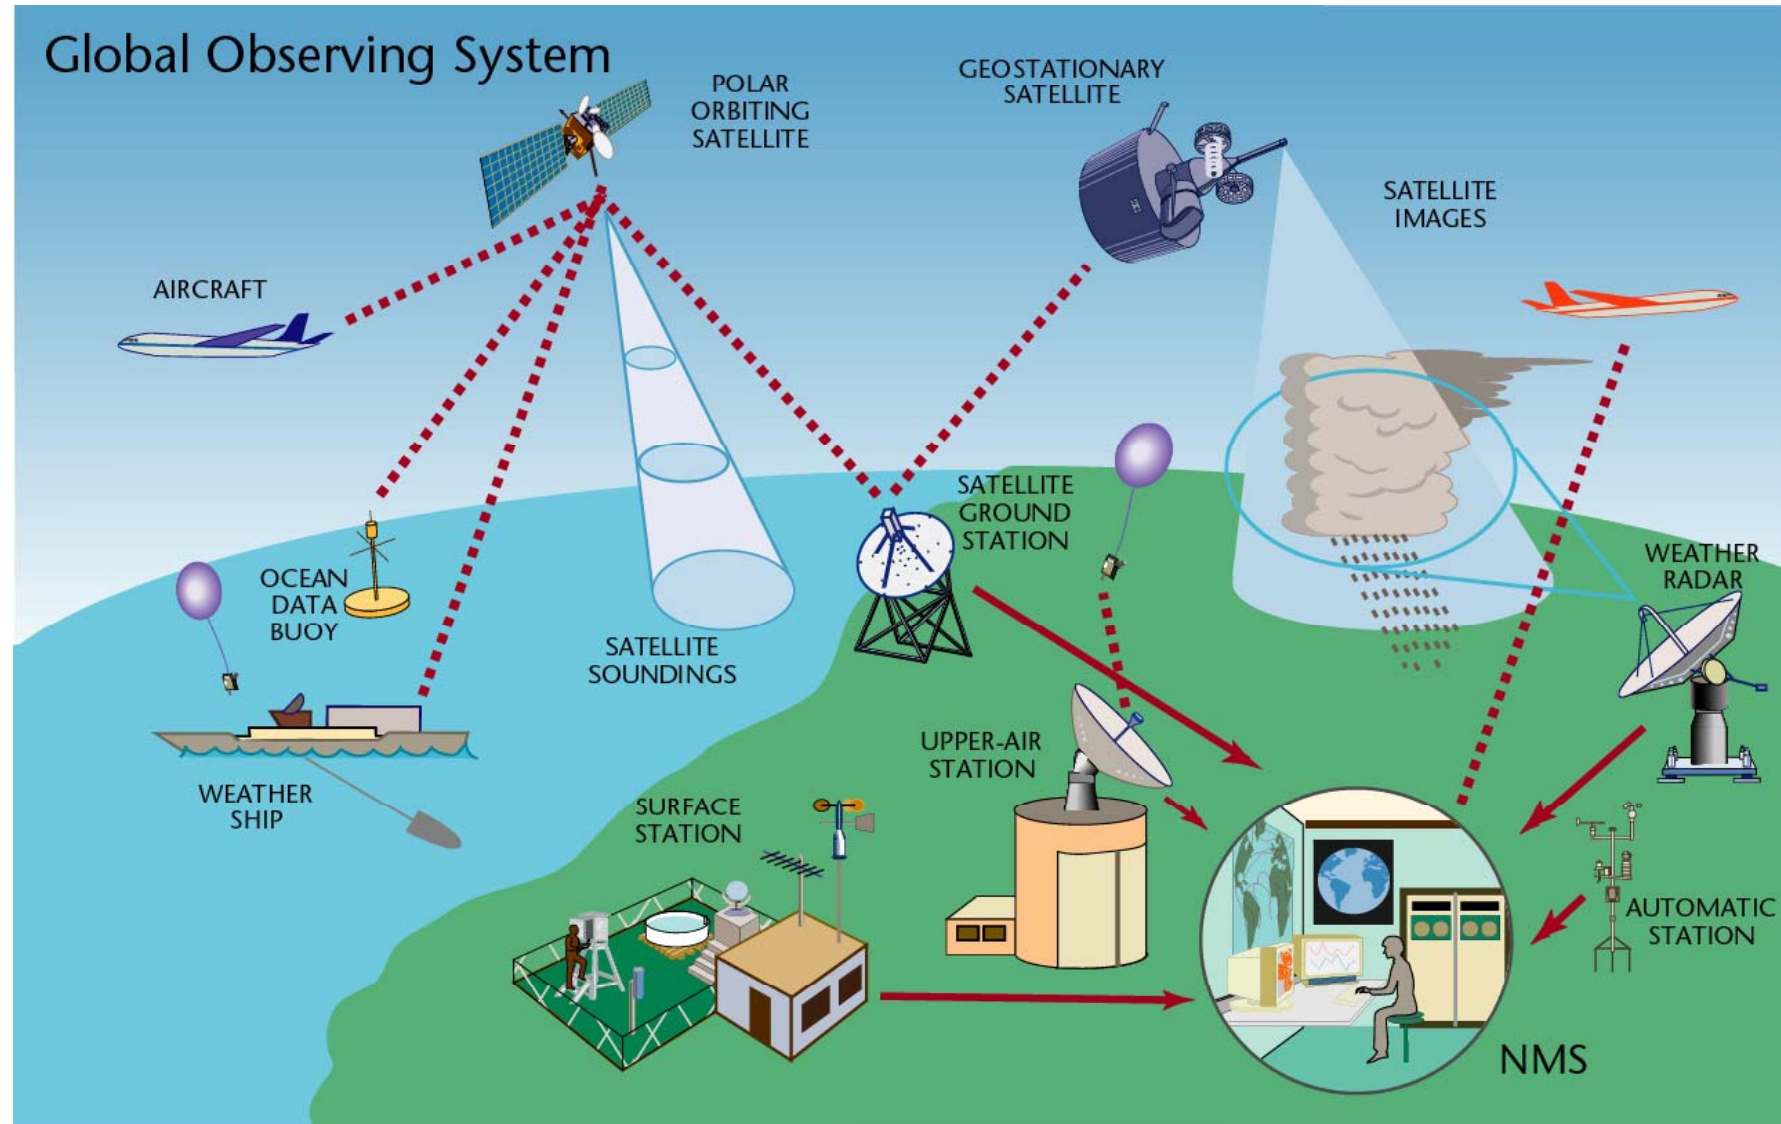 Global Observing System
POLAR
ORBITING
SATELLITE
GEOSTATIONARY
SATELLITE
SATELLITE
IMAGES
AIRCRAFT
SATELLITE
GROUND
STATION
WEATHER
RADAR
OCEAN
DATA
BUOY
SATELLITE
SOUNDINGS
UPPER-AIR
STATION
WEATHER
SHIP
SURFACE
STATION
AUTOMATIC
STATION
NMS